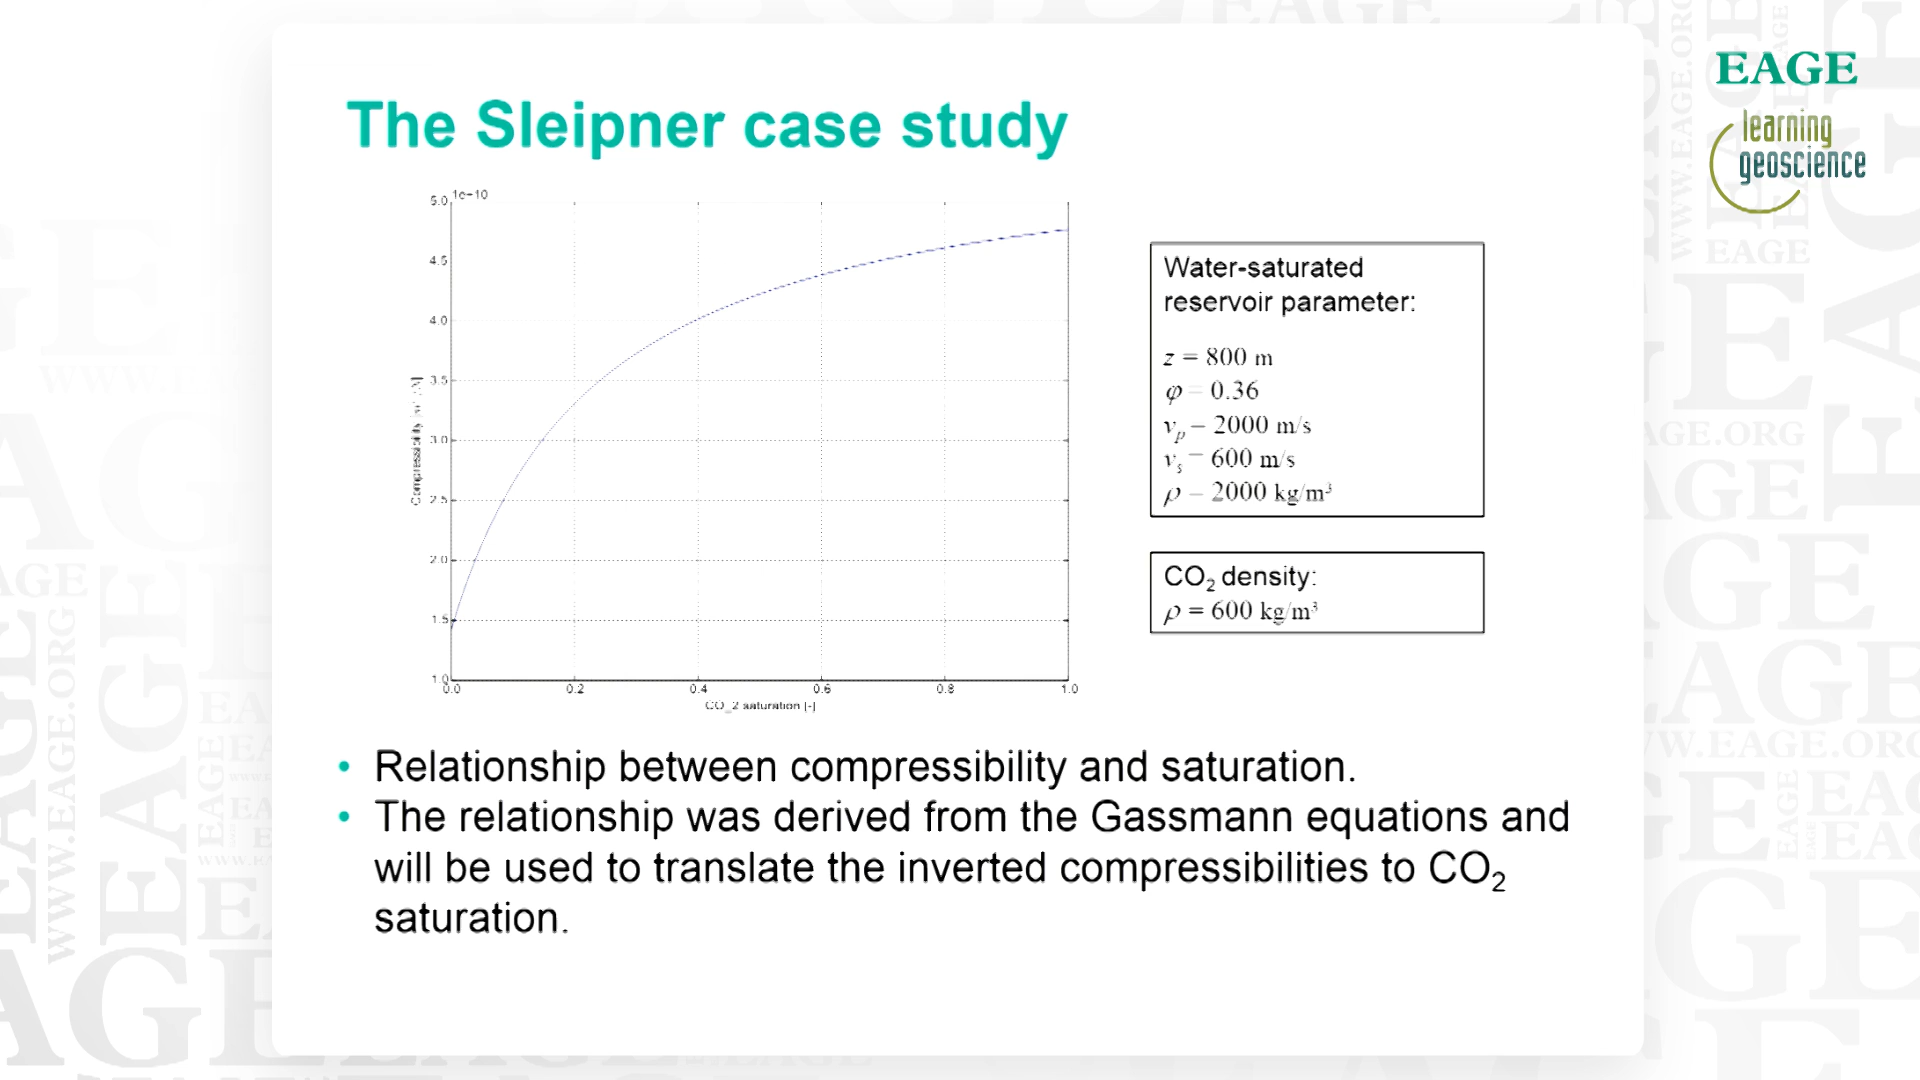 The Sleipner case study
EAGE
learning
geoscience
1e-10
5.0
4.5
4.0
3.5
3.0
2.5
2.0
1.5
1.0
Compressibility
0.0 0.2 0.4 0.6 0.8 1.0
CO_2 saturation [-]
Water-saturated
reservoir parameter:
z = 800 m
φ = 0.36
vₚ = 2000 m/s
vₛ = 600 m/s
ρ = 2000 kg/m³
CO₂ density:
ρ = 600 kg/m³
• Relationship between compressibility and saturation.
• The relationship was derived from the Gassmann equations and
will be used to translate the inverted compressibilities to CO₂
saturation.